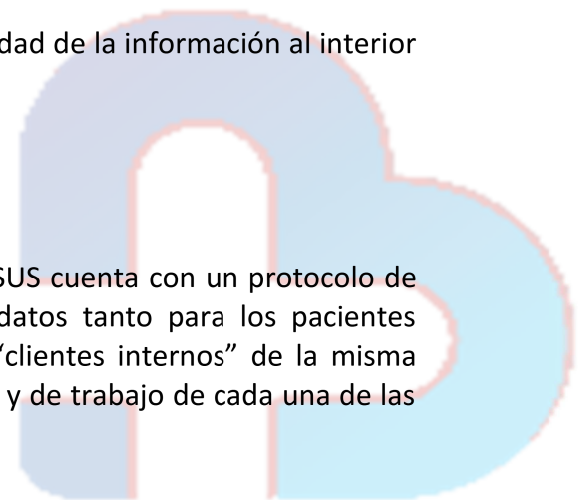 dad de la información al interior
SUS cuenta con un protocolo de
datos tanto para los pacientes
“clientes internos” de la misma
y de trabajo de cada una de las